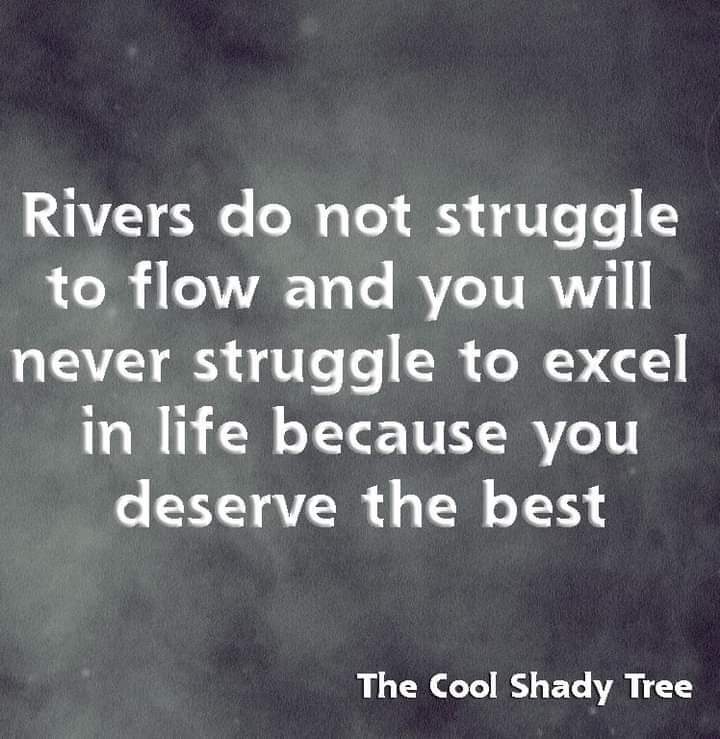 Rivers do not struggle
to flow and you will
never struggle to excel
in life because you
deserve the best
The Cool Shady Tree